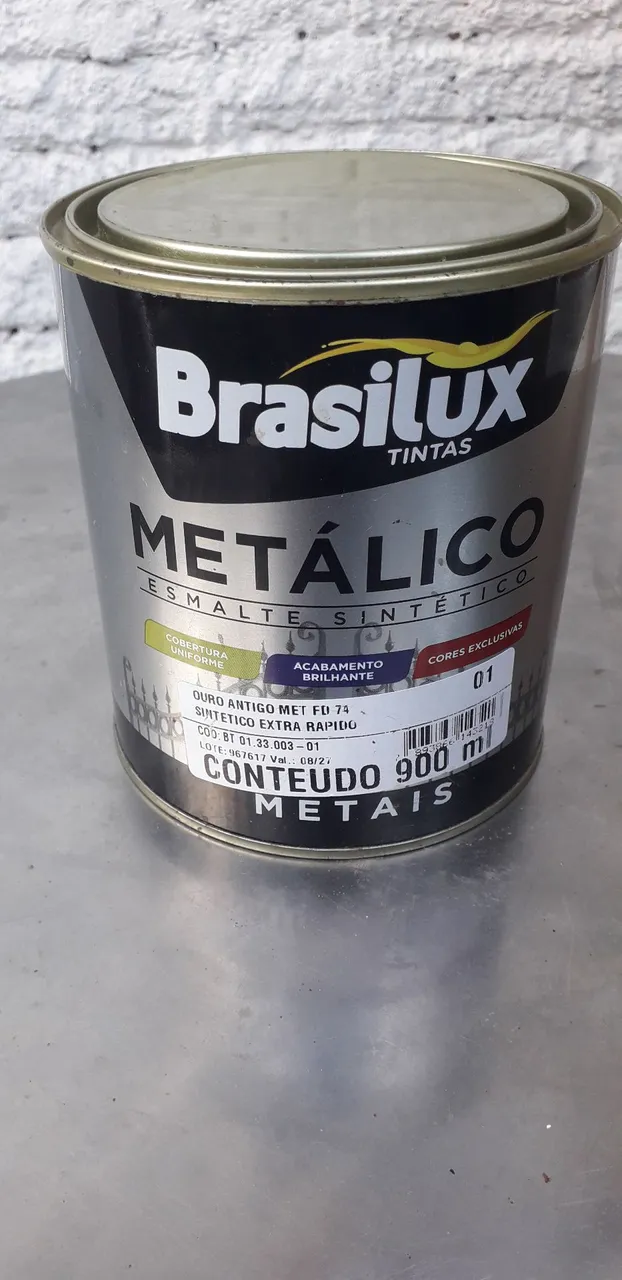 Brasilux
TINTAS
METÁLICO
ESMALTE SINTÉTICO
COBERTURA
UNIFORME
ACABAMENTO
BRILHANTE
CORES EXCLUSIVAS
01
OURO ANTIGO MET FD 74
SINTETICO EXTRA RAPIDO
COD: BT 01.33.003-01
LOTE: 967617 Val.: 08/27
CONTEUDO 900 ml
METAIS